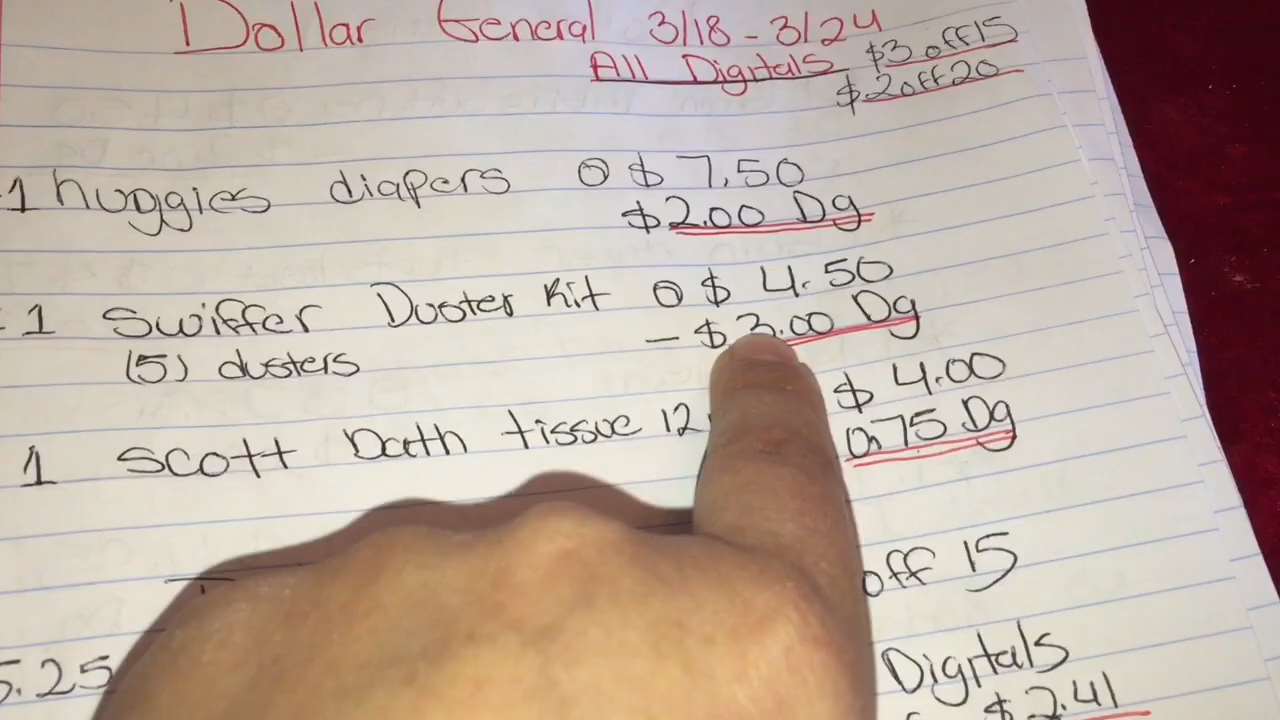 Dollar General 3/18 - 3/24
All Digitals $3 off 15
$2 off 20
1 huggies diapers @ $7.50
$2.00 Dg
1 Swiffer Duster Kit @ $4.50
(5) dusters - $3.00 Dg
1 Scott Bath tissue 12 $4.00
0.75 Dg
off 15
5.25 Digitals
$2.41